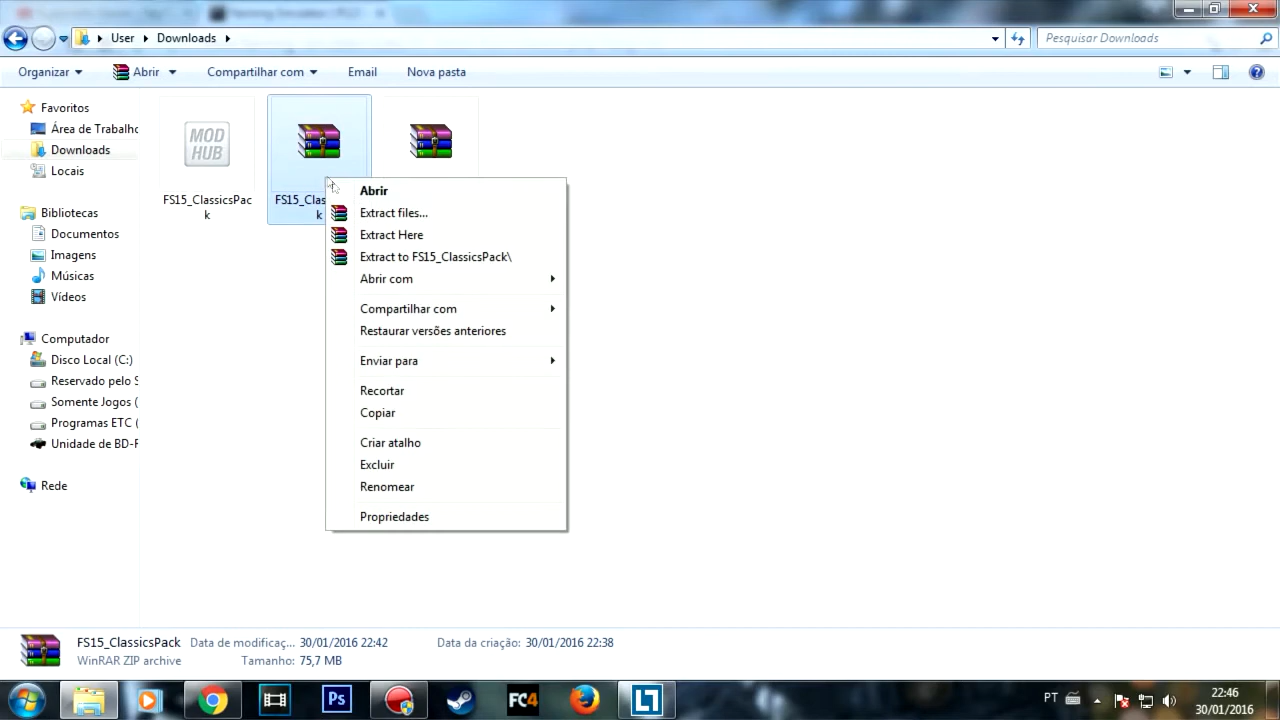 User
Downloads
Pesquisar Downloads
Organizar
Abrir
Compartilhar com
Email
Nova pasta
Favoritos
Área de Trabalho
Downloads
Locais
Bibliotecas
Documentos
Imagens
Músicas
Vídeos
Computador
Disco Local (C:)
Reservado pelo S
Somente Jogos (
Programas ETC (
Unidade de BD-R
Rede
MOD
HUB
FS15_ClassicsPac
k
FS15_Clas
k
Abrir
Extract files...
Extract Here
Extract to FS15_ClassicsPack\
Abrir com
Compartilhar com
Restaurar versões anteriores
Enviar para
Recortar
Copiar
Criar atalho
Excluir
Renomear
Propriedades
FS15_ClassicsPack
Data de modificaç... 30/01/2016 22:42
Data da criação: 30/01/2016 22:38
WinRAR ZIP archive
Tamanho: 75,7 MB
Ps
FC4
PT
22:46
30/01/2016